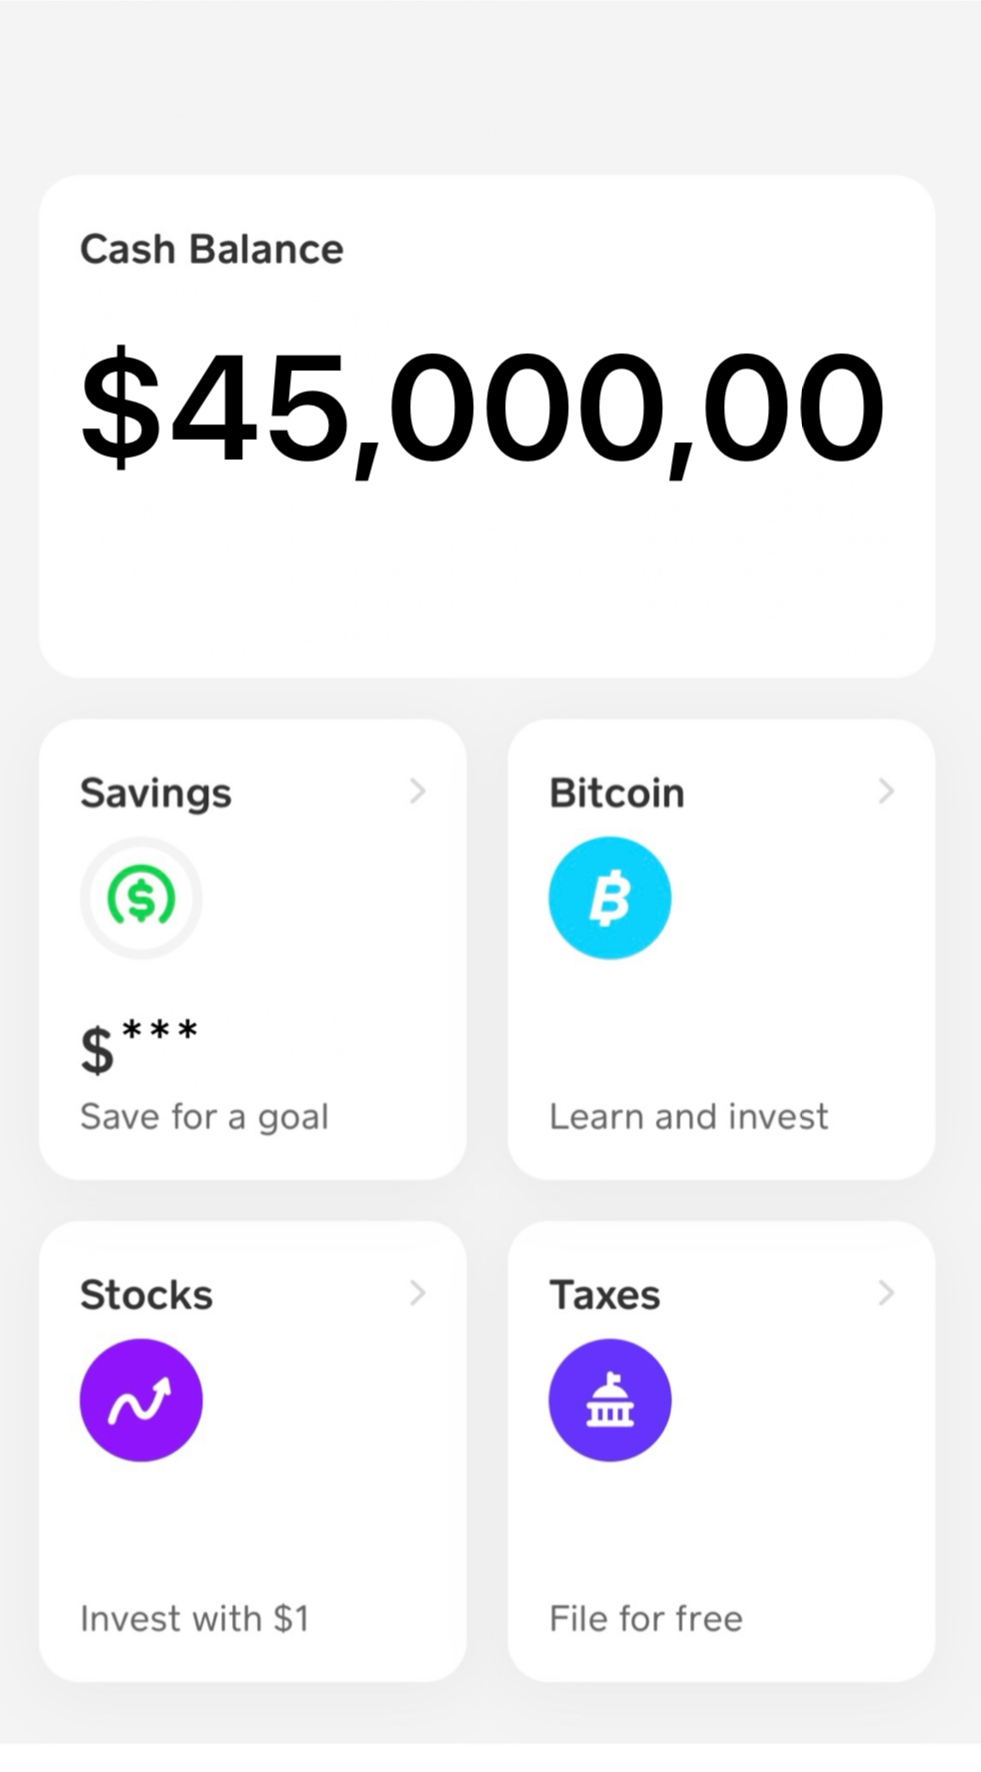 Cash Balance
$45,000,00
Savings
Bitcoin
$***
Save for a goal
Learn and invest
Stocks
Taxes
Invest with $1
File for free